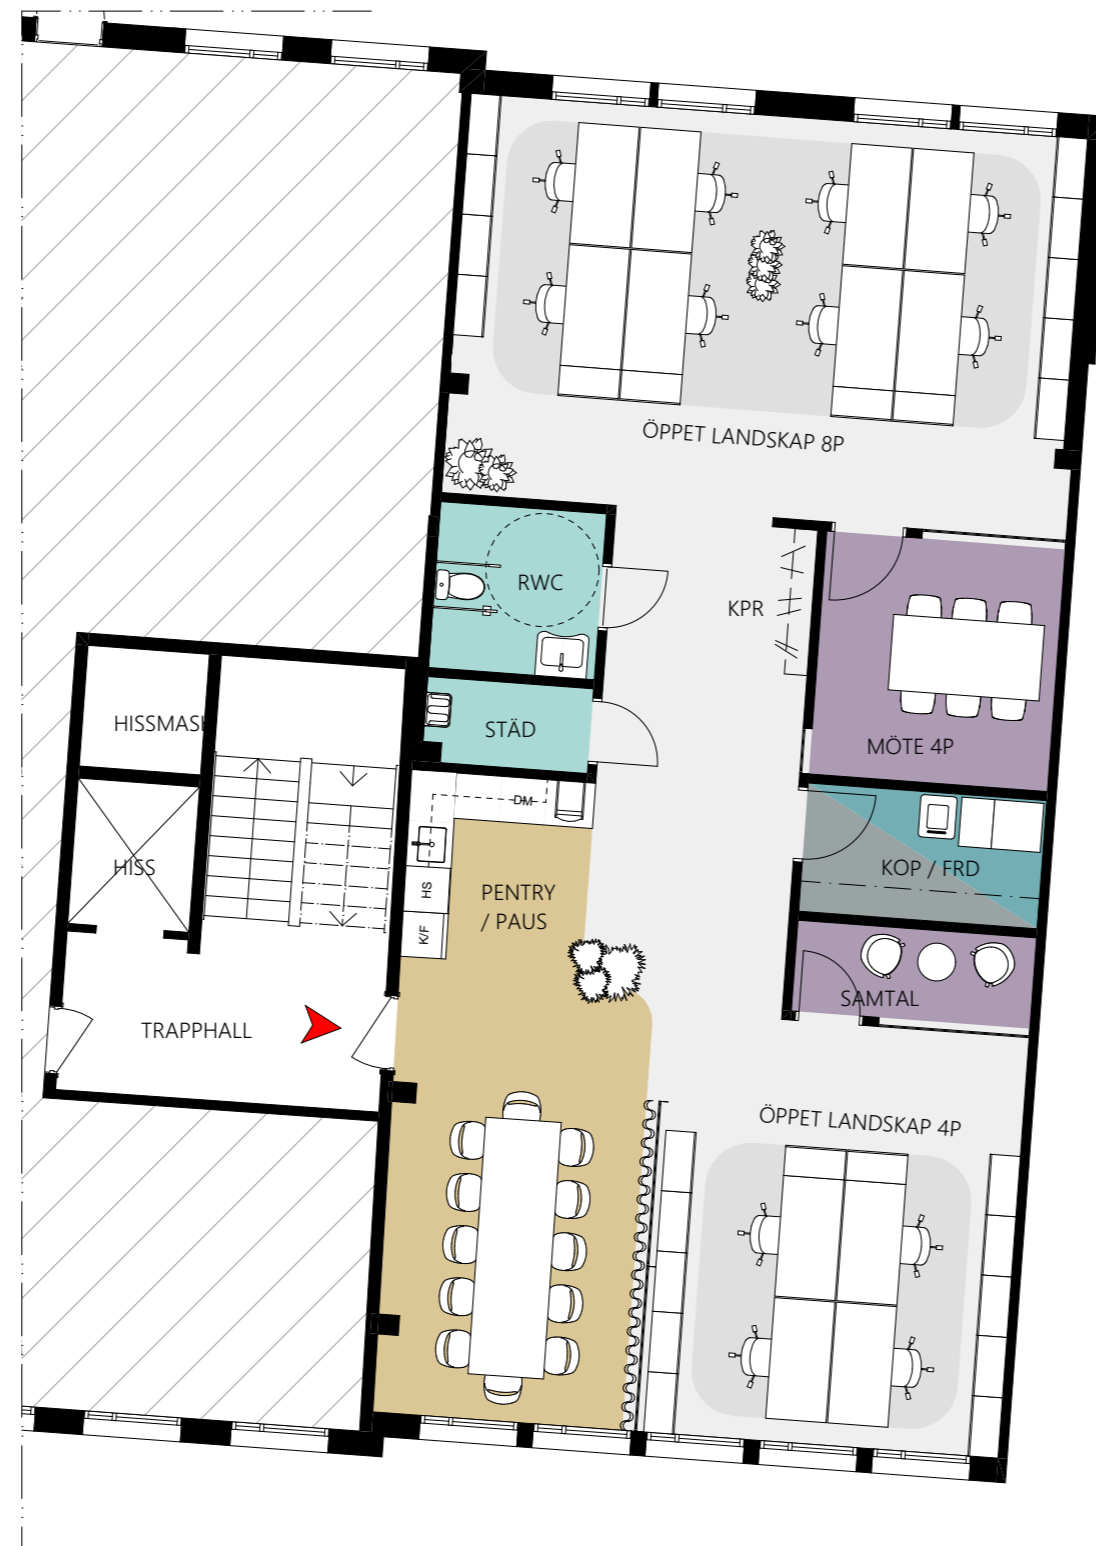 ÖPPET LANDSKAP 8P
RWC
KPR
HISSMASK
STÄD
MÖTE 4P
DM
HISS
HS
PENTRY
/ PAUS
KOP / FRD
K/F
SAMTAL
TRAPPHALL
ÖPPET LANDSKAP 4P